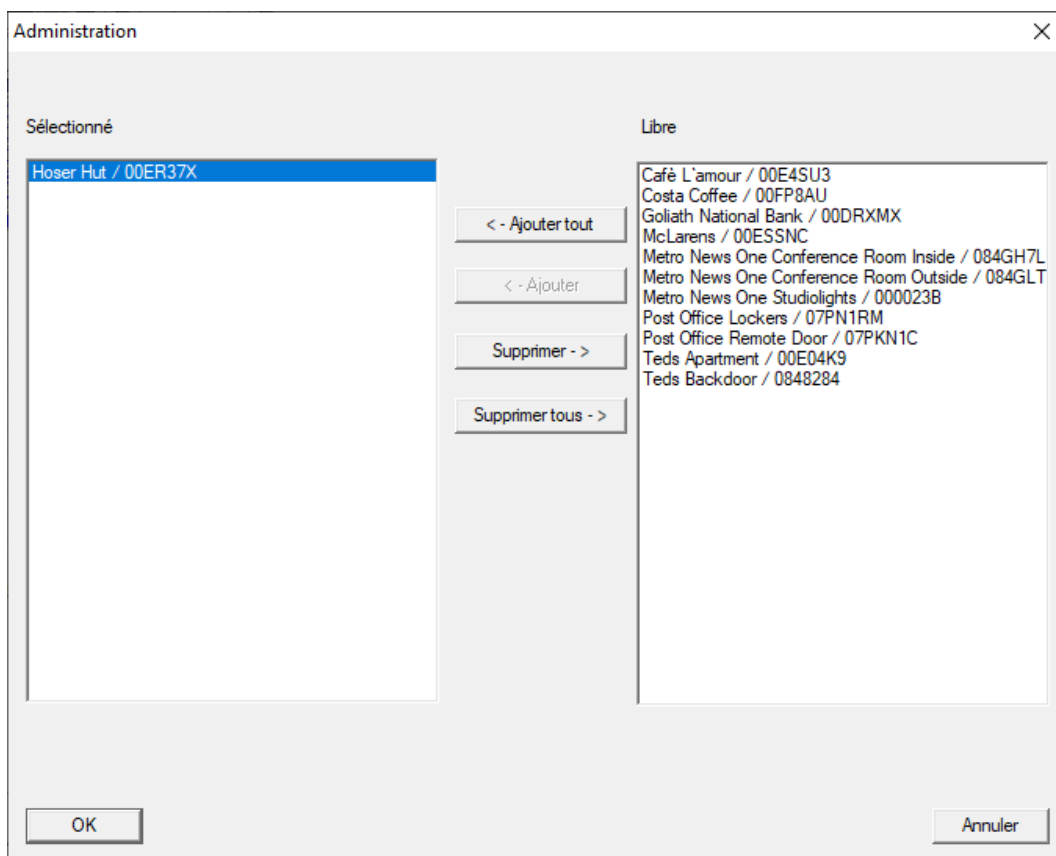 Administration
Sélectionné
Libre
Hoser Hut / 00ER37X
< - Ajouter tout
< - Ajouter
Supprimer - >
Supprimer tous - >
Cafè L'amour / 00E4SU3
Costa Coffee / 00FP8AU
Goliath National Bank / 00DRXMX
McLarens / 00ESSNC
Metro News One Conference Room Inside / 084GH7L
Metro News One Conference Room Outside / 084GLT
Metro News One Studiolights / 000023B
Post Office Lockers / 07PN1RM
Post Office Remote Door / 07PKN1C
Teds Apartment / 00E04K9
Teds Backdoor / 0848284
OK
Annuler